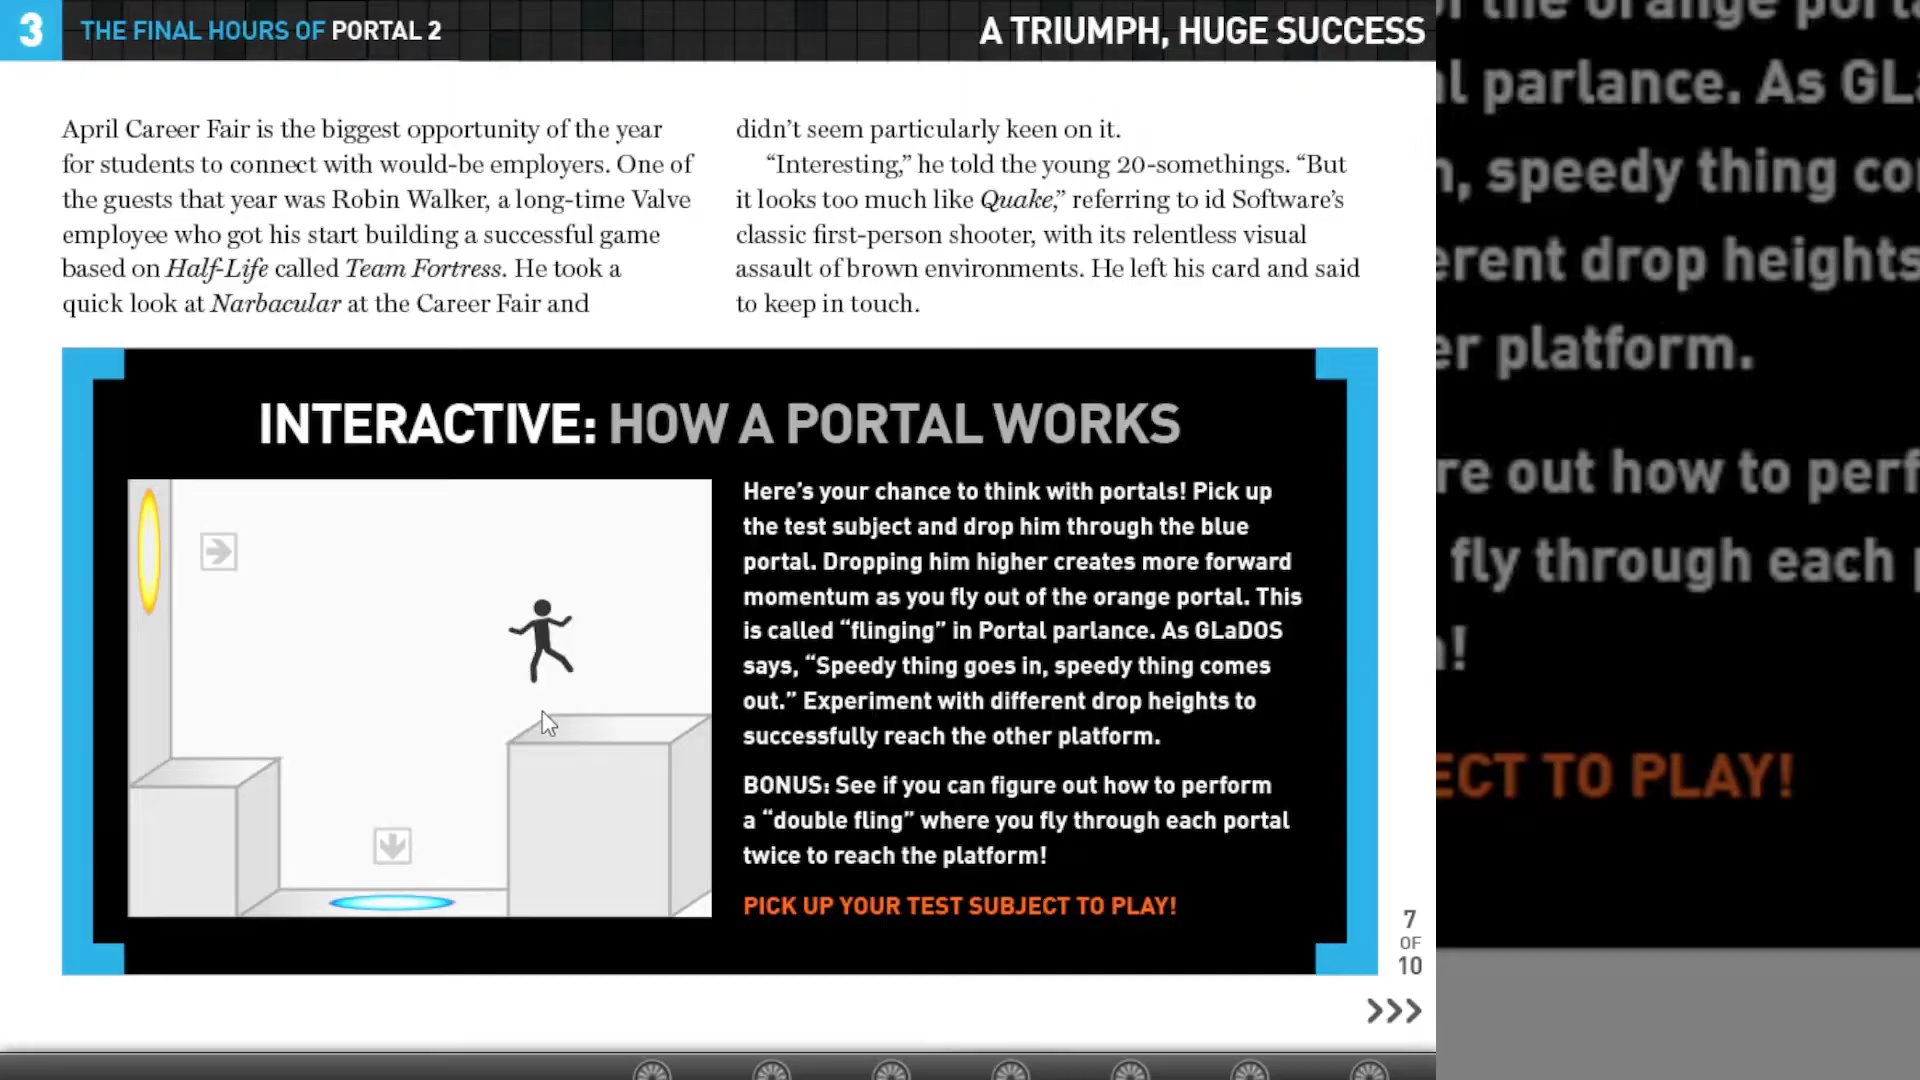 3 THE FINAL HOURS OF PORTAL 2
A TRIUMPH, HUGE SUCCESS
April Career Fair is the biggest opportunity of the year
for students to connect with would-be employers. One of
the guests that year was Robin Walker, a long-time Valve
employee who got his start building a successful game
based on Half-Life called Team Fortress. He took a
quick look at Narbacular at the Career Fair and
didn’t seem particularly keen on it.
“Interesting,” he told the young 20-somethings. “But
it looks too much like Quake,” referring to id Software’s
classic first-person shooter, with its relentless visual
assault of brown environments. He left his card and said
to keep in touch.
INTERACTIVE: HOW A PORTAL WORKS
Here’s your chance to think with portals! Pick up
the test subject and drop him through the blue
portal. Dropping him higher creates more forward
momentum as you fly out of the orange portal. This
is called “flinging” in Portal parlance. As GLaDOS
says, “Speedy thing goes in, speedy thing comes
out.” Experiment with different drop heights to
successfully reach the other platform.
BONUS: See if you can figure out how to perform
a “double fling” where you fly through each portal
twice to reach the platform!
PICK UP YOUR TEST SUBJECT TO PLAY!
7
OF
10
>>>
the orange
parlance. As
speedy thing
drop heights
platform.
out how to
fly through each
TO PLAY!